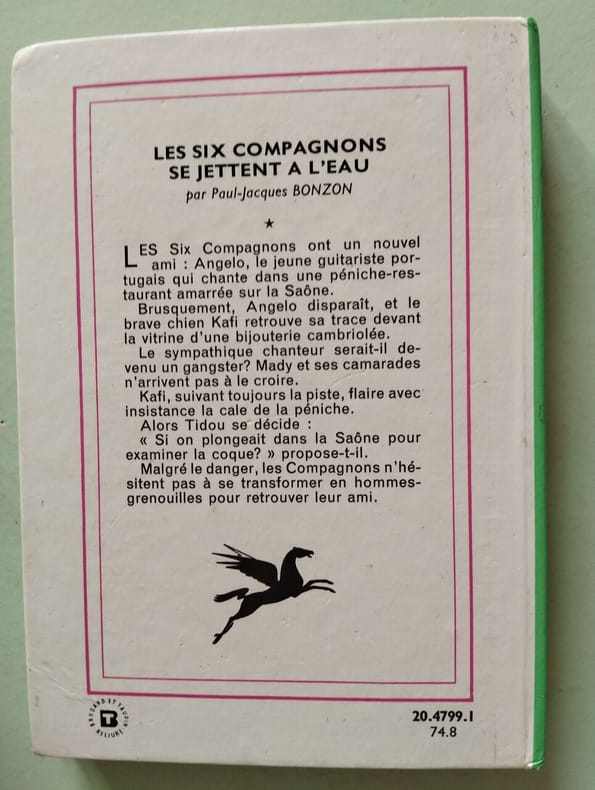 LES SIX COMPAGNONS
SE JETTENT A L'EAU
par Paul-Jacques BONZON
★
LES Six Compagnons ont un nouvel
ami : Angelo, le jeune guitariste por-
tugais qui chante dans une péniche-res-
taurant amarrée sur la Saône.
Brusquement, Angelo disparaît, et le
brave chien Kafi retrouve sa trace devant
la vitrine d'une bijouterie cambriolée.
Le sympathique chanteur serait-il de-
venu un gangster? Mady et ses camarades
n'arrivent pas à le croire.
Kafi, suivant toujours la piste, flaire avec
insistance la cale de la péniche.
Alors Tidou se décide :
« Si on plongeait dans la Saône pour
examiner la coque? » propose-t-il.
Malgré le danger, les Compagnons n'hé-
sitent pas à se transformer en hommes-
grenouilles pour retrouver leur ami.
BRODARD ET TAUPIN
RELIURE
20.4799.1
74.8